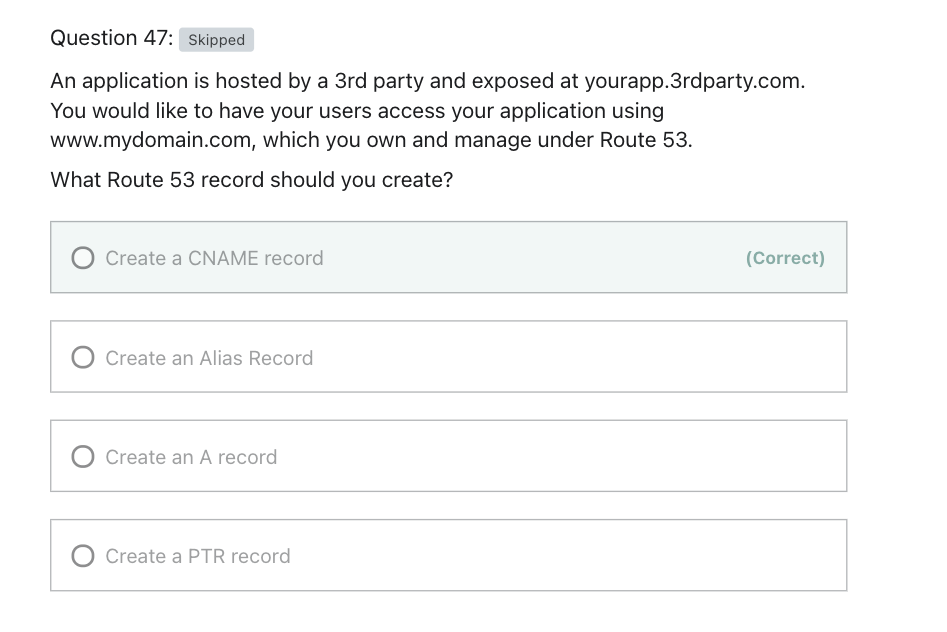 Question 47: Skipped
An application is hosted by a 3rd party and exposed at yourapp.3rdparty.com.
You would like to have your users access your application using
www.mydomain.com, which you own and manage under Route 53.
What Route 53 record should you create?
Create a CNAME record (Correct)
Create an Alias Record
Create an A record
Create a PTR record